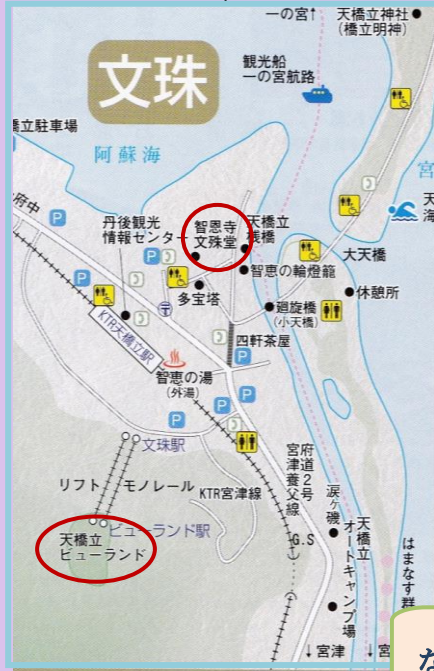 一の宮↑
天橋立神社
(橋立明神)
観光船
一の宮航路
文珠
橋立駐車場
阿蘇海
宮
天
海
府中
P
丹後観光
情報センター
智恩寺
文殊堂
天橋立
桟橋
大天橋
P
智恵の輪燈籠
休憩所
多宝塔
廻旋橋
(小天橋)
P
KTR天橋立駅
四軒茶屋
P
智恵の湯
(外湯)
P
P
P
文珠駅
府道2号
宮津養父線
リフト
モノレール
KTR宮津線
涙ヶ磯
天橋立
オートキャンプ場
ビューランド駅
天橋立
ビューランド
G.S
はまなす群
↓宮津
↓宮
な